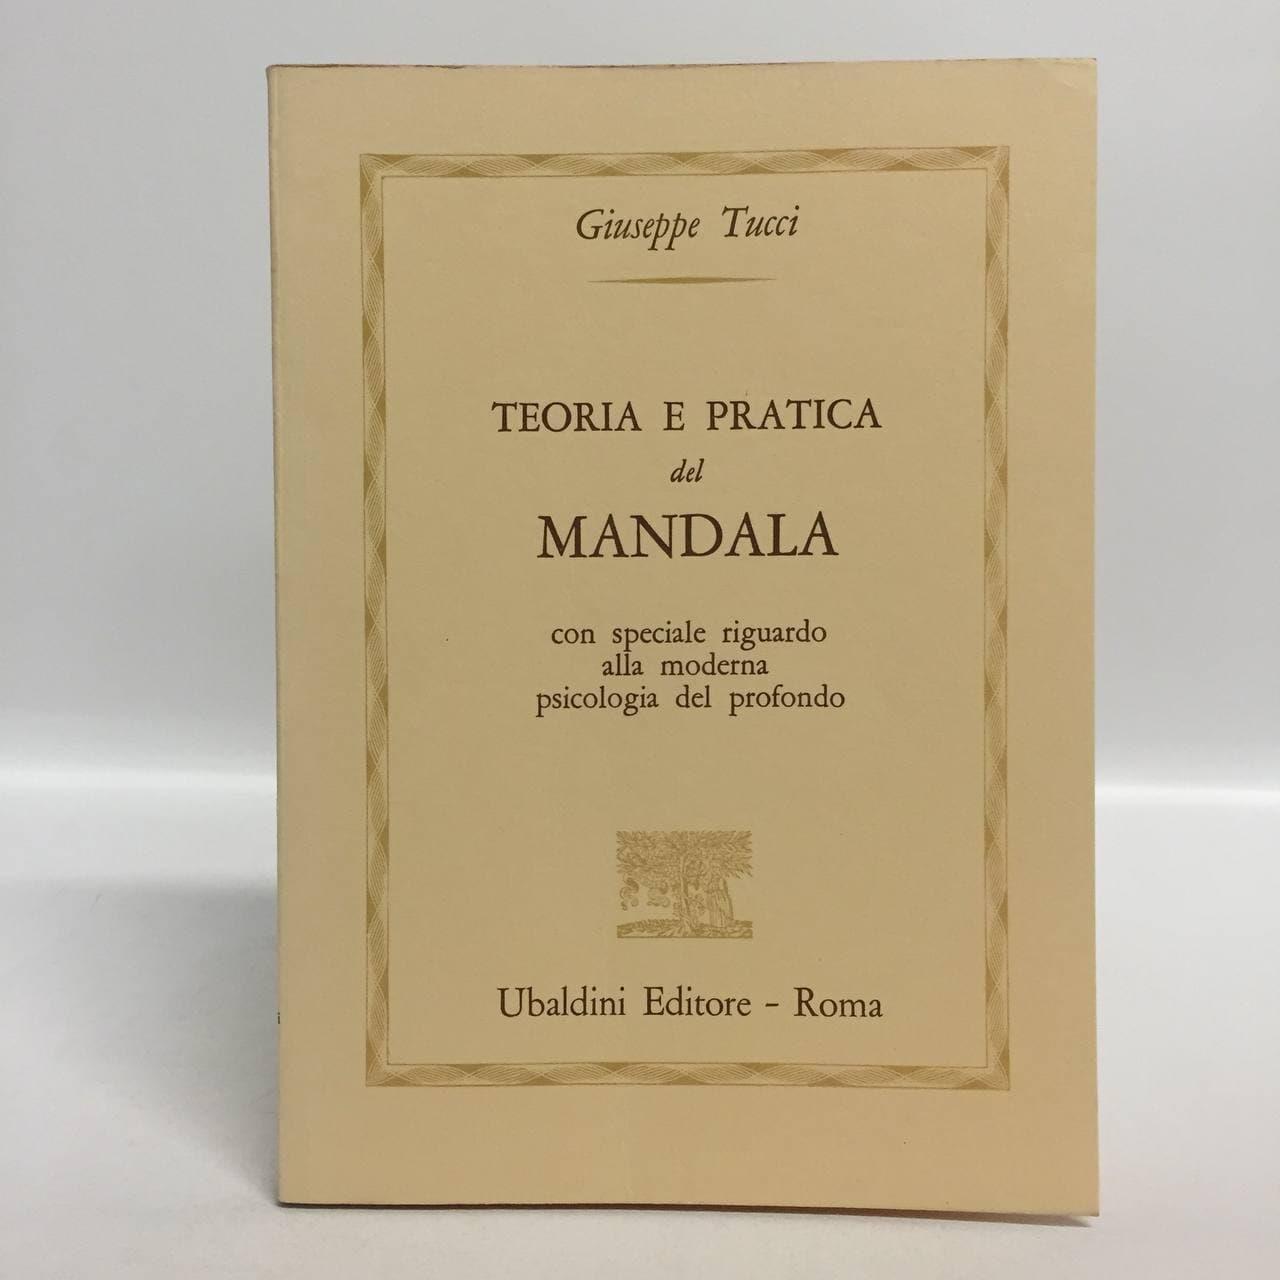 Giuseppe Tucci
TEORIA E PRATICA
del
MANDALA
con speciale riguardo
alla moderna
psicologia del profondo
Ubaldini Editore - Roma
i